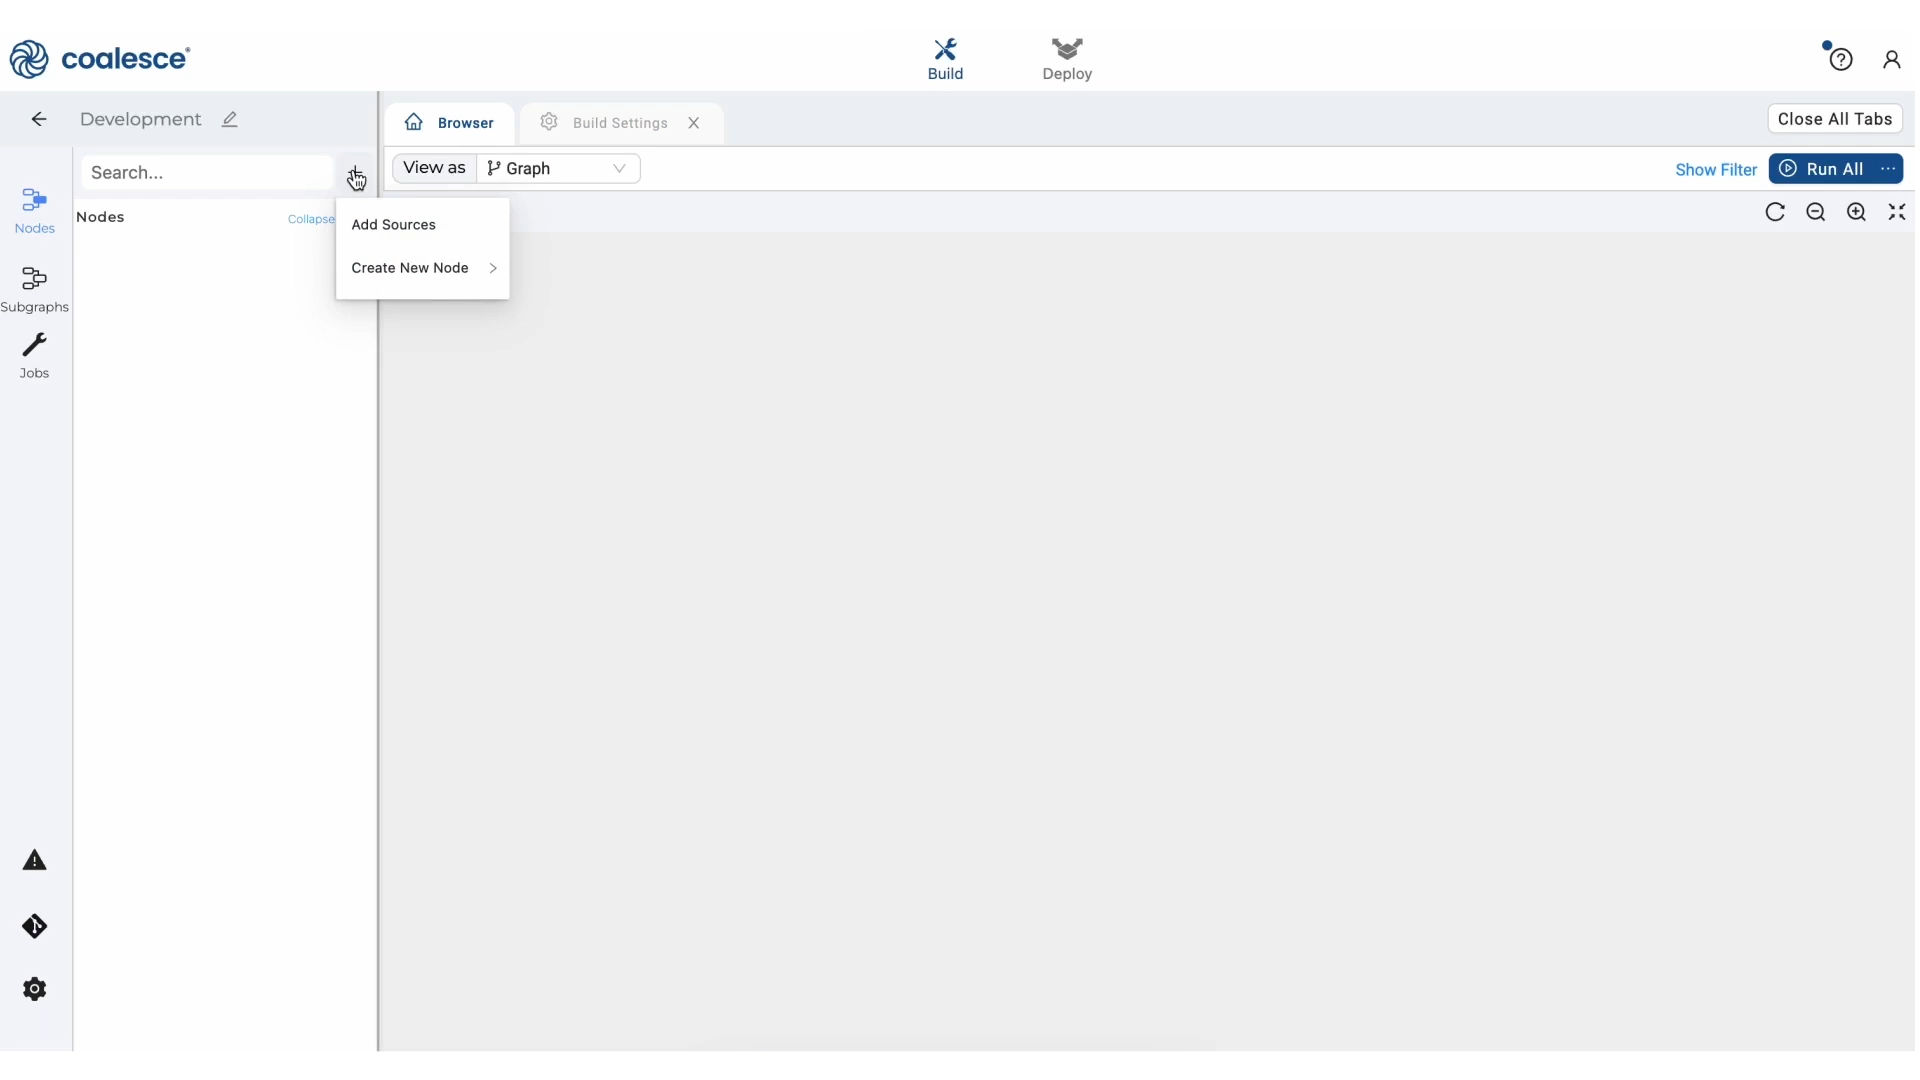 coalesce®
Build
Deploy
Development
Browser
Build Settings
Close All Tabs
Search...
View as
Graph
Show Filter
Run All
Nodes
Nodes
Collapse
Add Sources
Create New Node
Subgraphs
Jobs